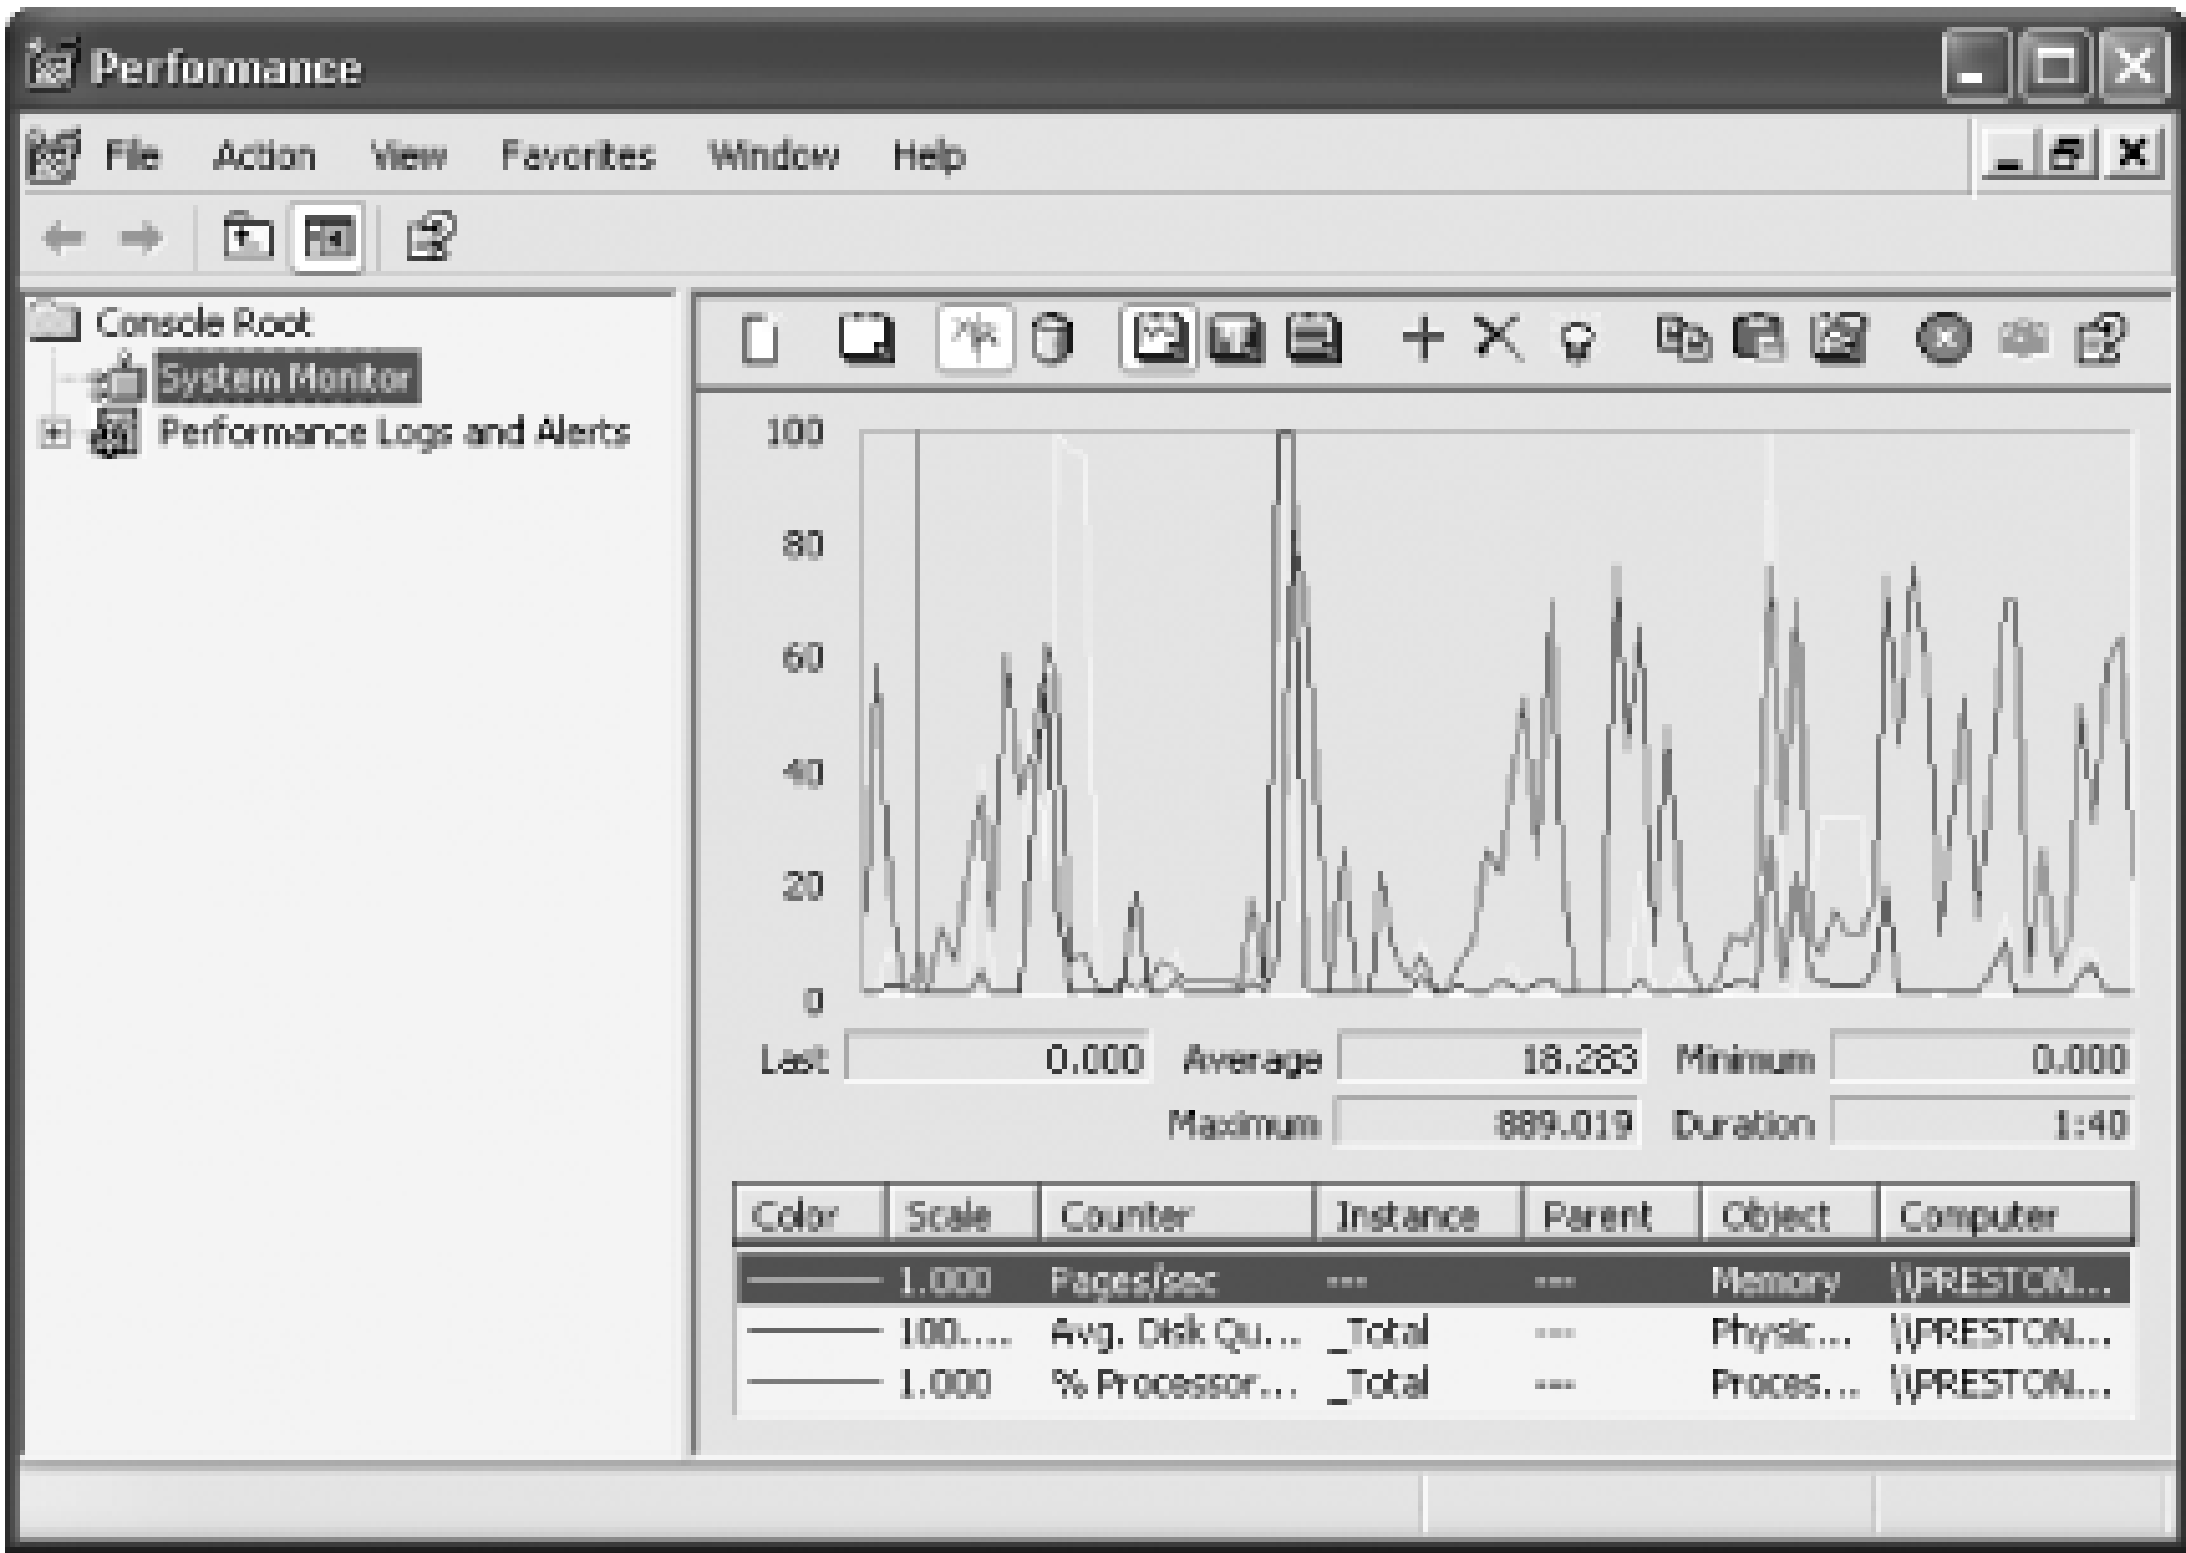 Performance
File Action View Favorites Window Help
Console Root
System Monitor
Performance Logs and Alerts
100
80
60
40
20
0
Last 0.000 Average 18.283 Minimum 0.000
Maximum 889.019 Duration 1:40
Color Scale Counter Instance Parent Object Computer
1.000 Pages/sec --- --- Memory \\PRESTON...
100.... Avg. Disk Qu... _Total --- Physic... \\PRESTON...
1.000 % Processor... _Total --- Proces... \\PRESTON...